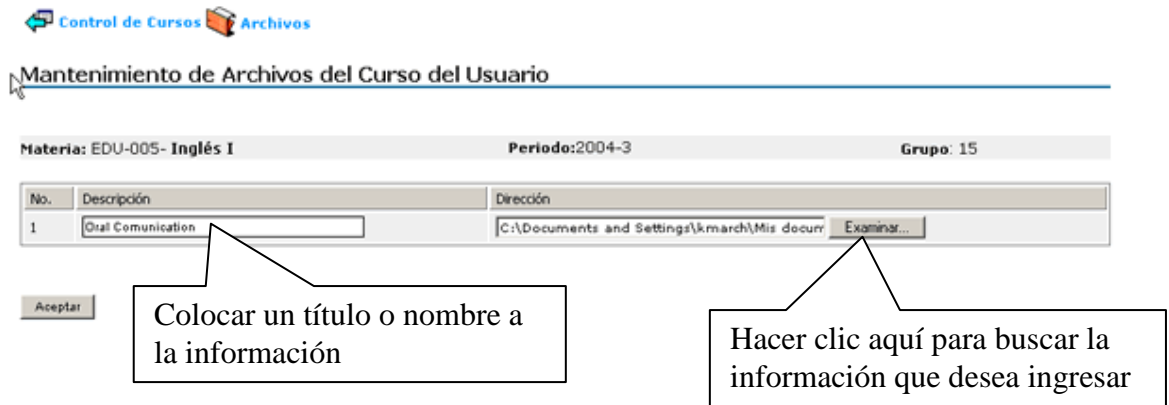 Control de Cursos Archivos
Mantenimiento de Archivos del Curso del Usuario
Materia: EDU-005- Inglés I Periodo:2004-3 Grupo: 15
No. Descripción Dirección
1 Oral Comunication C:\Documents and Settings\kmarch\Mis docum Examinar...
Aceptar
Colocar un título o nombre a
la información
Hacer clic aquí para buscar la
información que desea ingresar